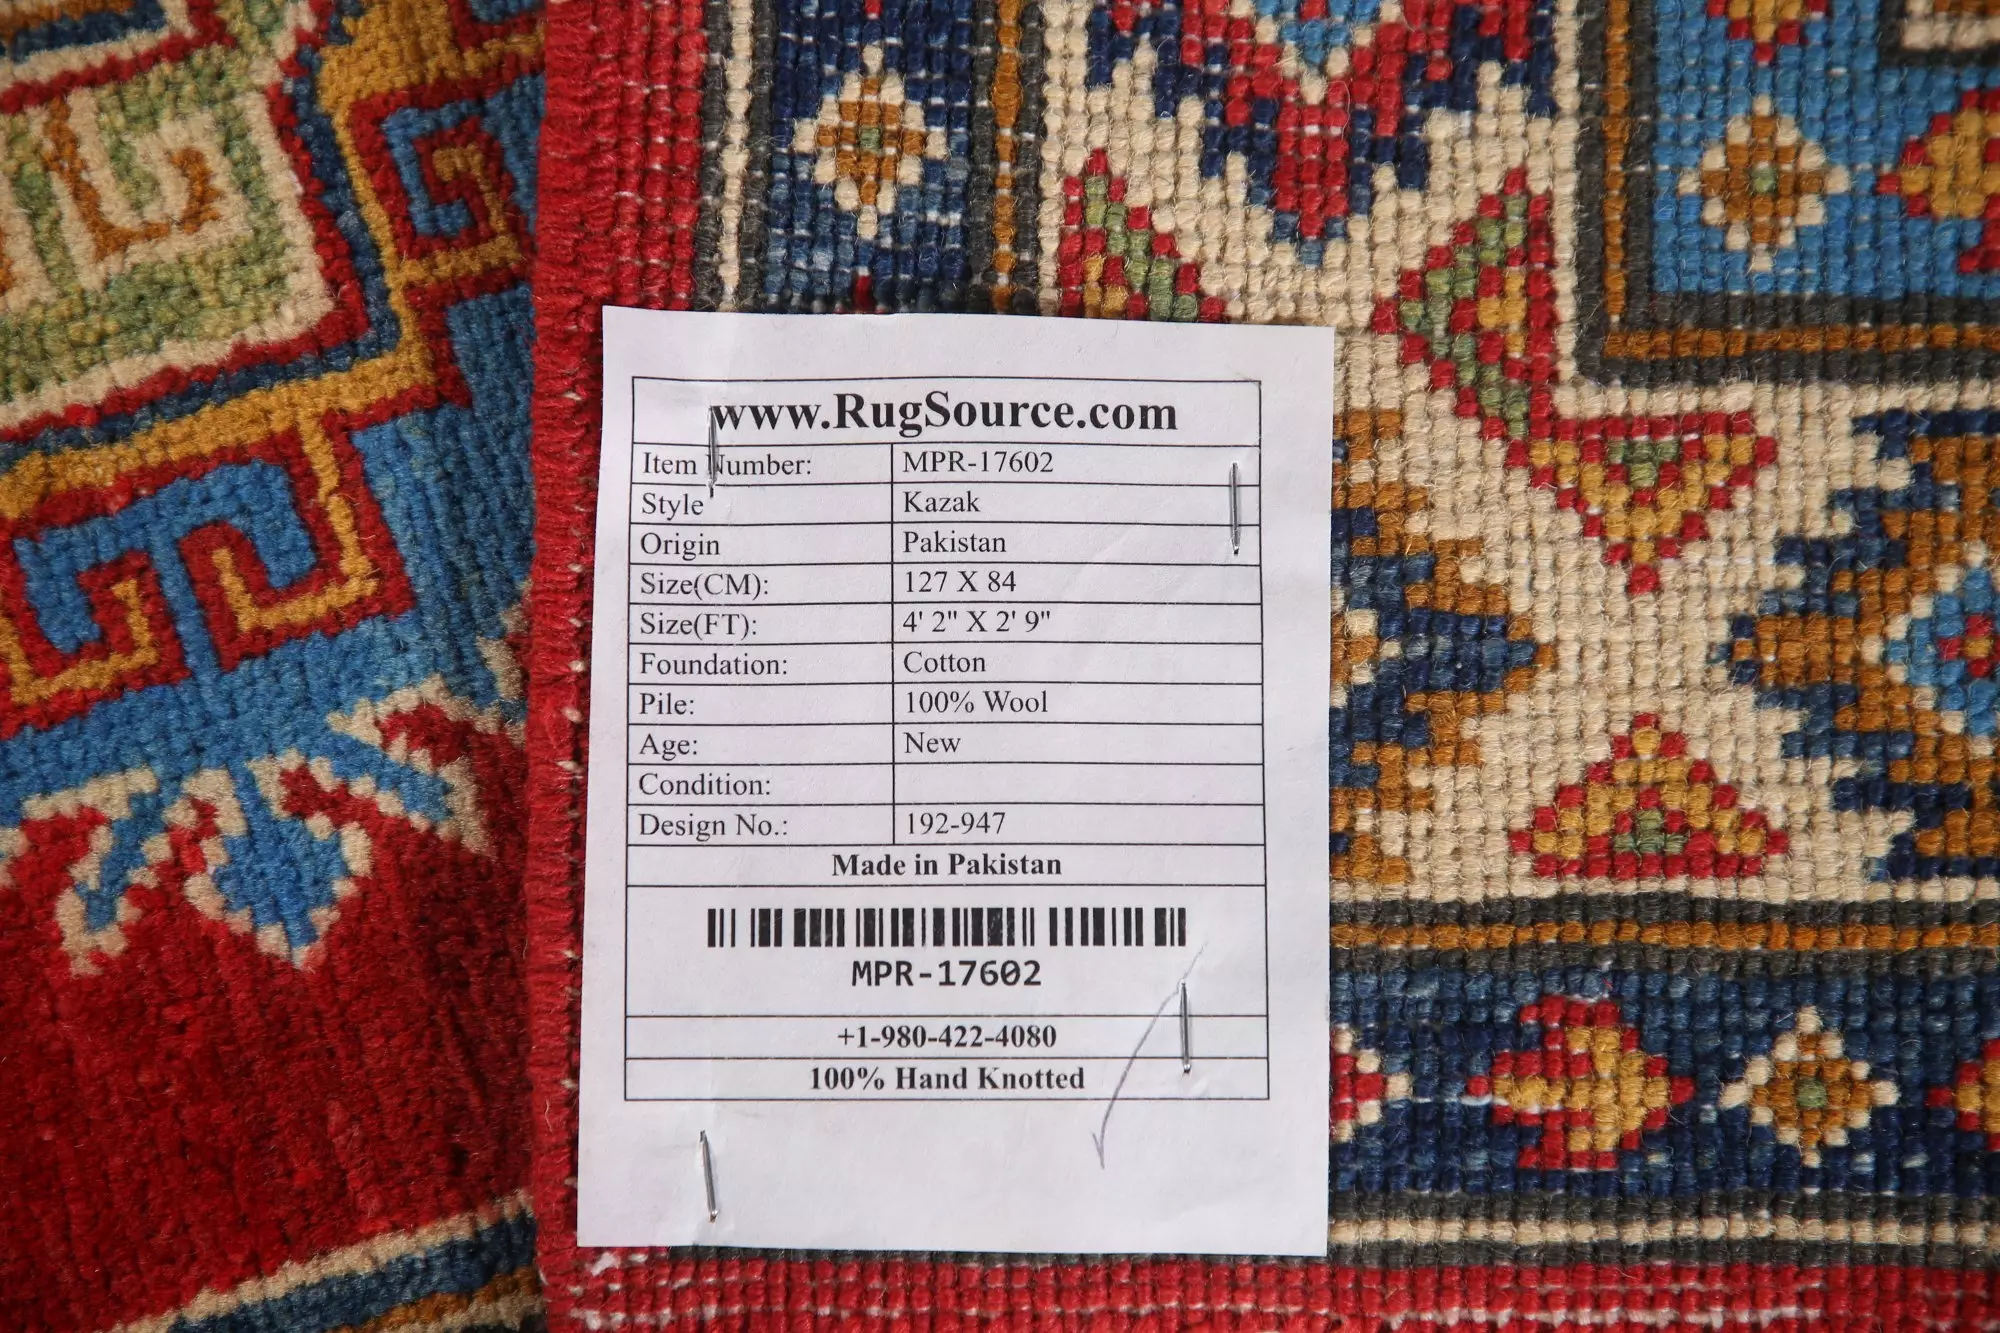 www.RugSource.com
Item Number: MPR-17602
Style Kazak
Origin Pakistan
Size(CM): 127 X 84
Size(FT): 4' 2" X 2' 9"
Foundation: Cotton
Pile: 100% Wool
Age: New
Condition:
Design No.: 192-947
Made in Pakistan
MPR-17602
+1-980-422-4080
100% Hand Knotted